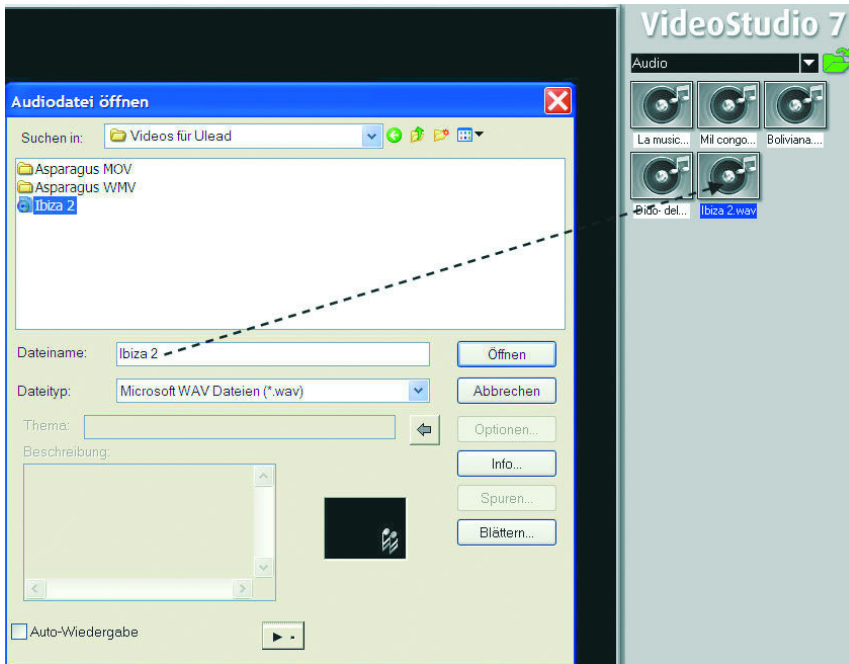 VideoStudio 7
Audio
La music...
Mil congo...
Boliviana....
Dido- del...
Ibiza 2.wav
Audiodatei öffnen
Suchen in:
Videos für Ulead
Asparagus MOV
Asparagus WMV
Ibiza 2
Dateiname:
Ibiza 2
Öffnen
Dateityp:
Microsoft WAV Dateien (*.wav)
Abbrechen
Thema:
Optionen...
Beschreibung:
Info...
Spuren...
Blättern...
Auto-Wiedergabe